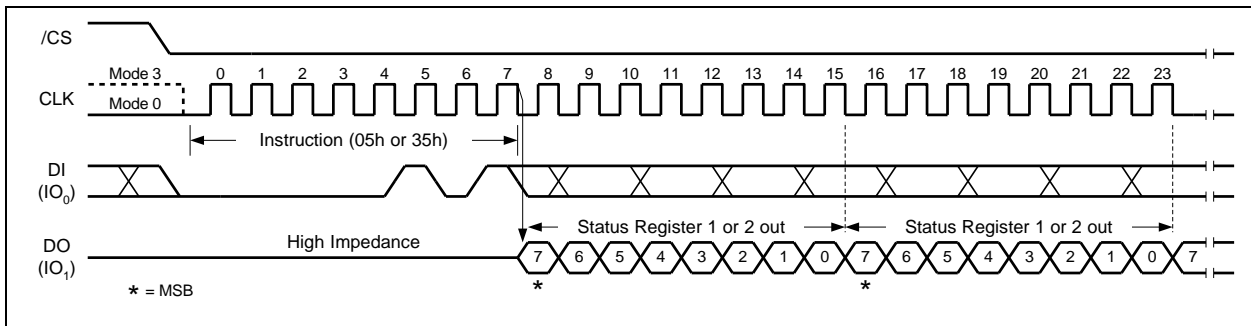 /CS
Mode 3
0 1 2 3 4 5 6 7 8 9 10 11 12 13 14 15 16 17 18 19 20 21 22 23
CLK
Mode 0
Instruction (05h or 35h)
DI
(IO0)
Status Register 1 or 2 out
Status Register 1 or 2 out
DO
(IO1)
High Impedance
7 6 5 4 3 2 1 0 7 6 5 4 3 2 1 0 7
* *
* = MSB